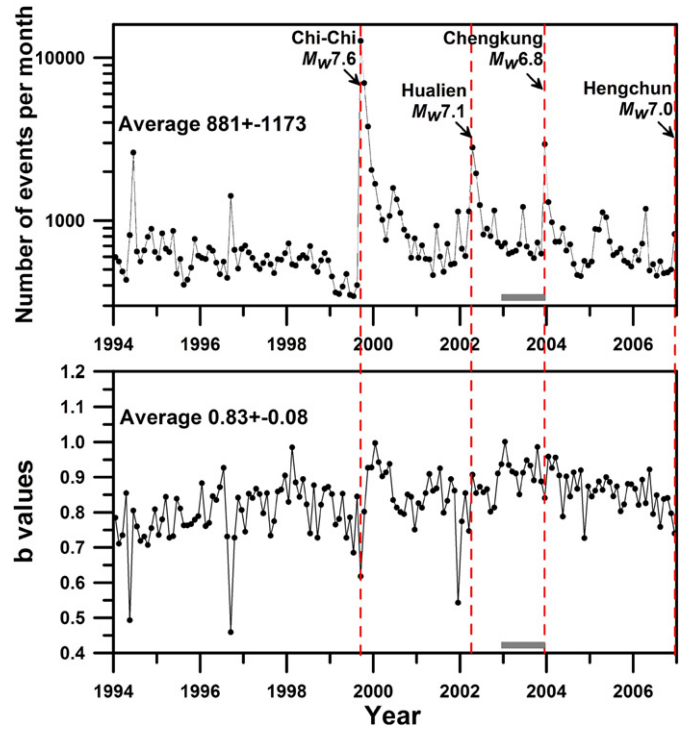 Number of events per month
10000
1000
Chi-Chi
MW7.6
Chengkung
MW6.8
Hualien
MW7.1
Hengchun
MW7.0
Average 881+-1173
1994 1996 1998 2000 2002 2004 2006
b values
1.2
1.1
1.0
0.9
0.8
0.7
0.6
0.5
0.4
Average 0.83+-0.08
1994 1996 1998 2000 2002 2004 2006
Year